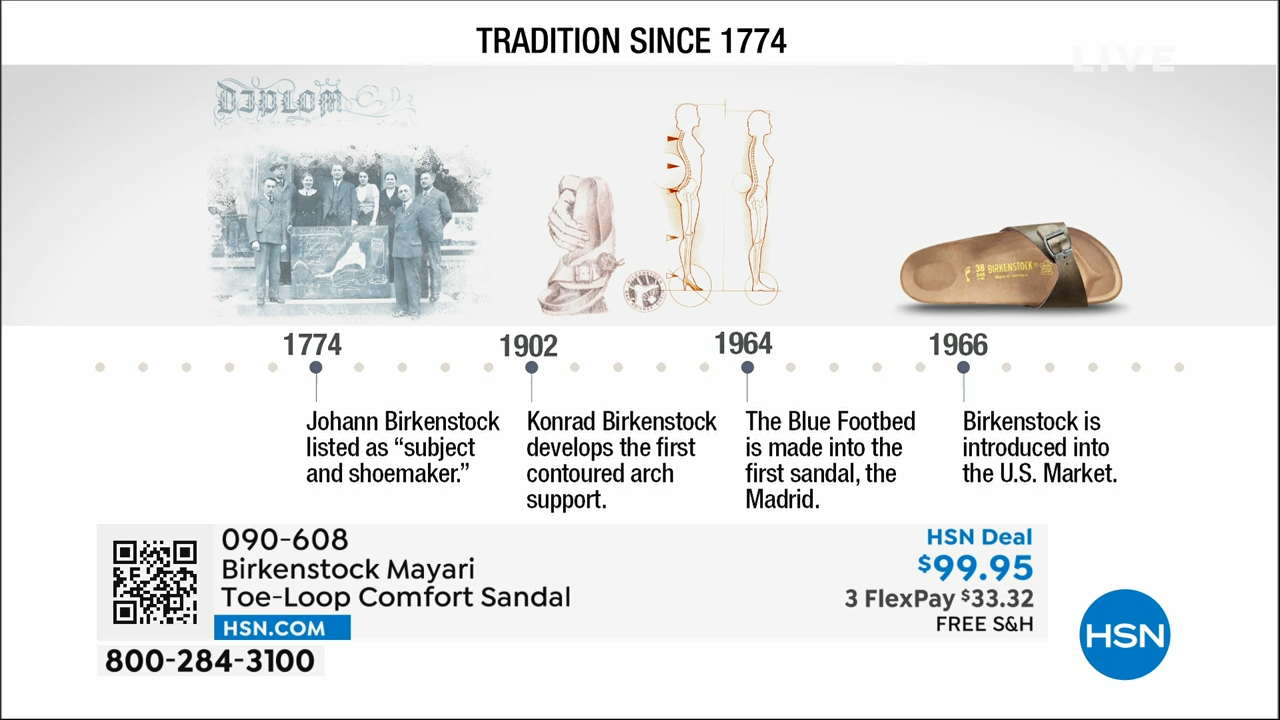 TRADITION SINCE 1774
LIVE
Diplom
38
BIRKENSTOCK
1774
1902
1964
1966
Johann Birkenstock
listed as “subject
and shoemaker.”
Konrad Birkenstock
develops the first
contoured arch
support.
The Blue Footbed
is made into the
first sandal, the
Madrid.
Birkenstock is
introduced into
the U.S. Market.
090-608
Birkenstock Mayari
Toe-Loop Comfort Sandal
HSN.COM
800-284-3100
HSN Deal
$99.95
3 FlexPay $33.32
FREE S&H
HSN